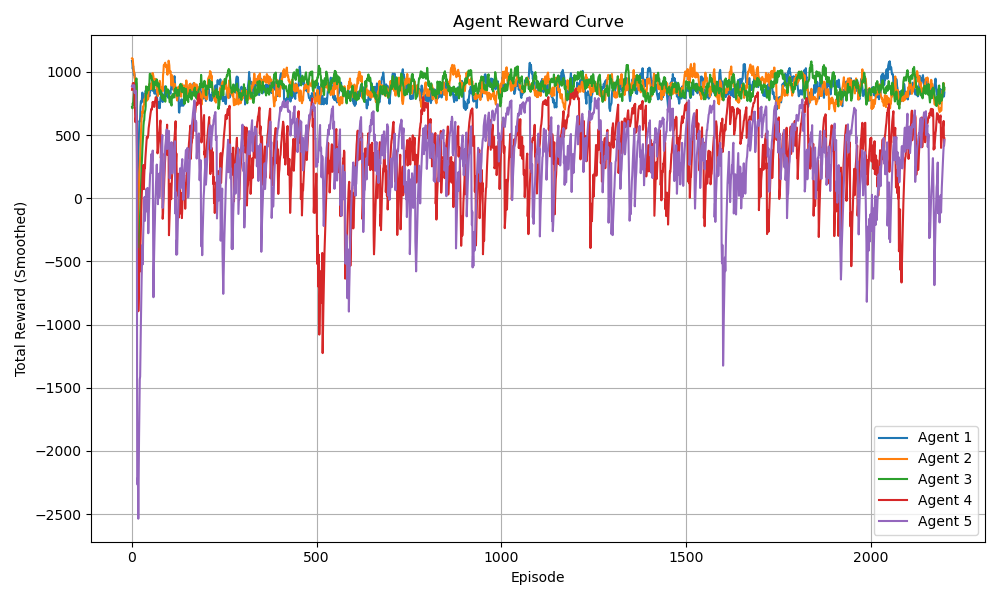 Agent Reward Curve
Total Reward (Smoothed)
1000
500
0
−500
−1000
−1500
−2000
−2500
0
500
1000
1500
2000
Episode
Agent 1
Agent 2
Agent 3
Agent 4
Agent 5